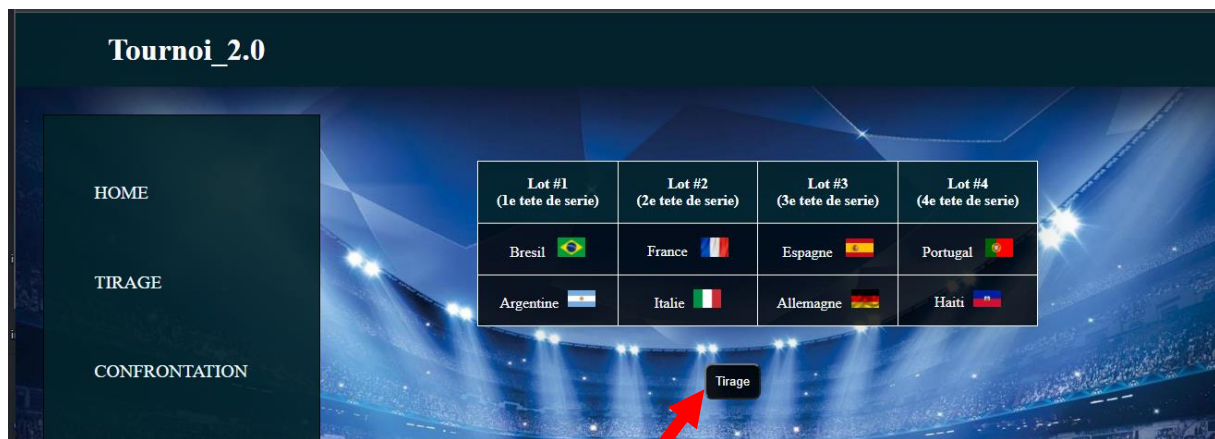 Tournoi_2.0
HOME
TIRAGE
CONFRONTATION
Lot #1 Lot #2 Lot #3 Lot #4
(1e tete de serie) (2e tete de serie) (3e tete de serie) (4e tete de serie)
Bresil France Espagne Portugal
Argentine Italie Allemagne Haiti
Tirage